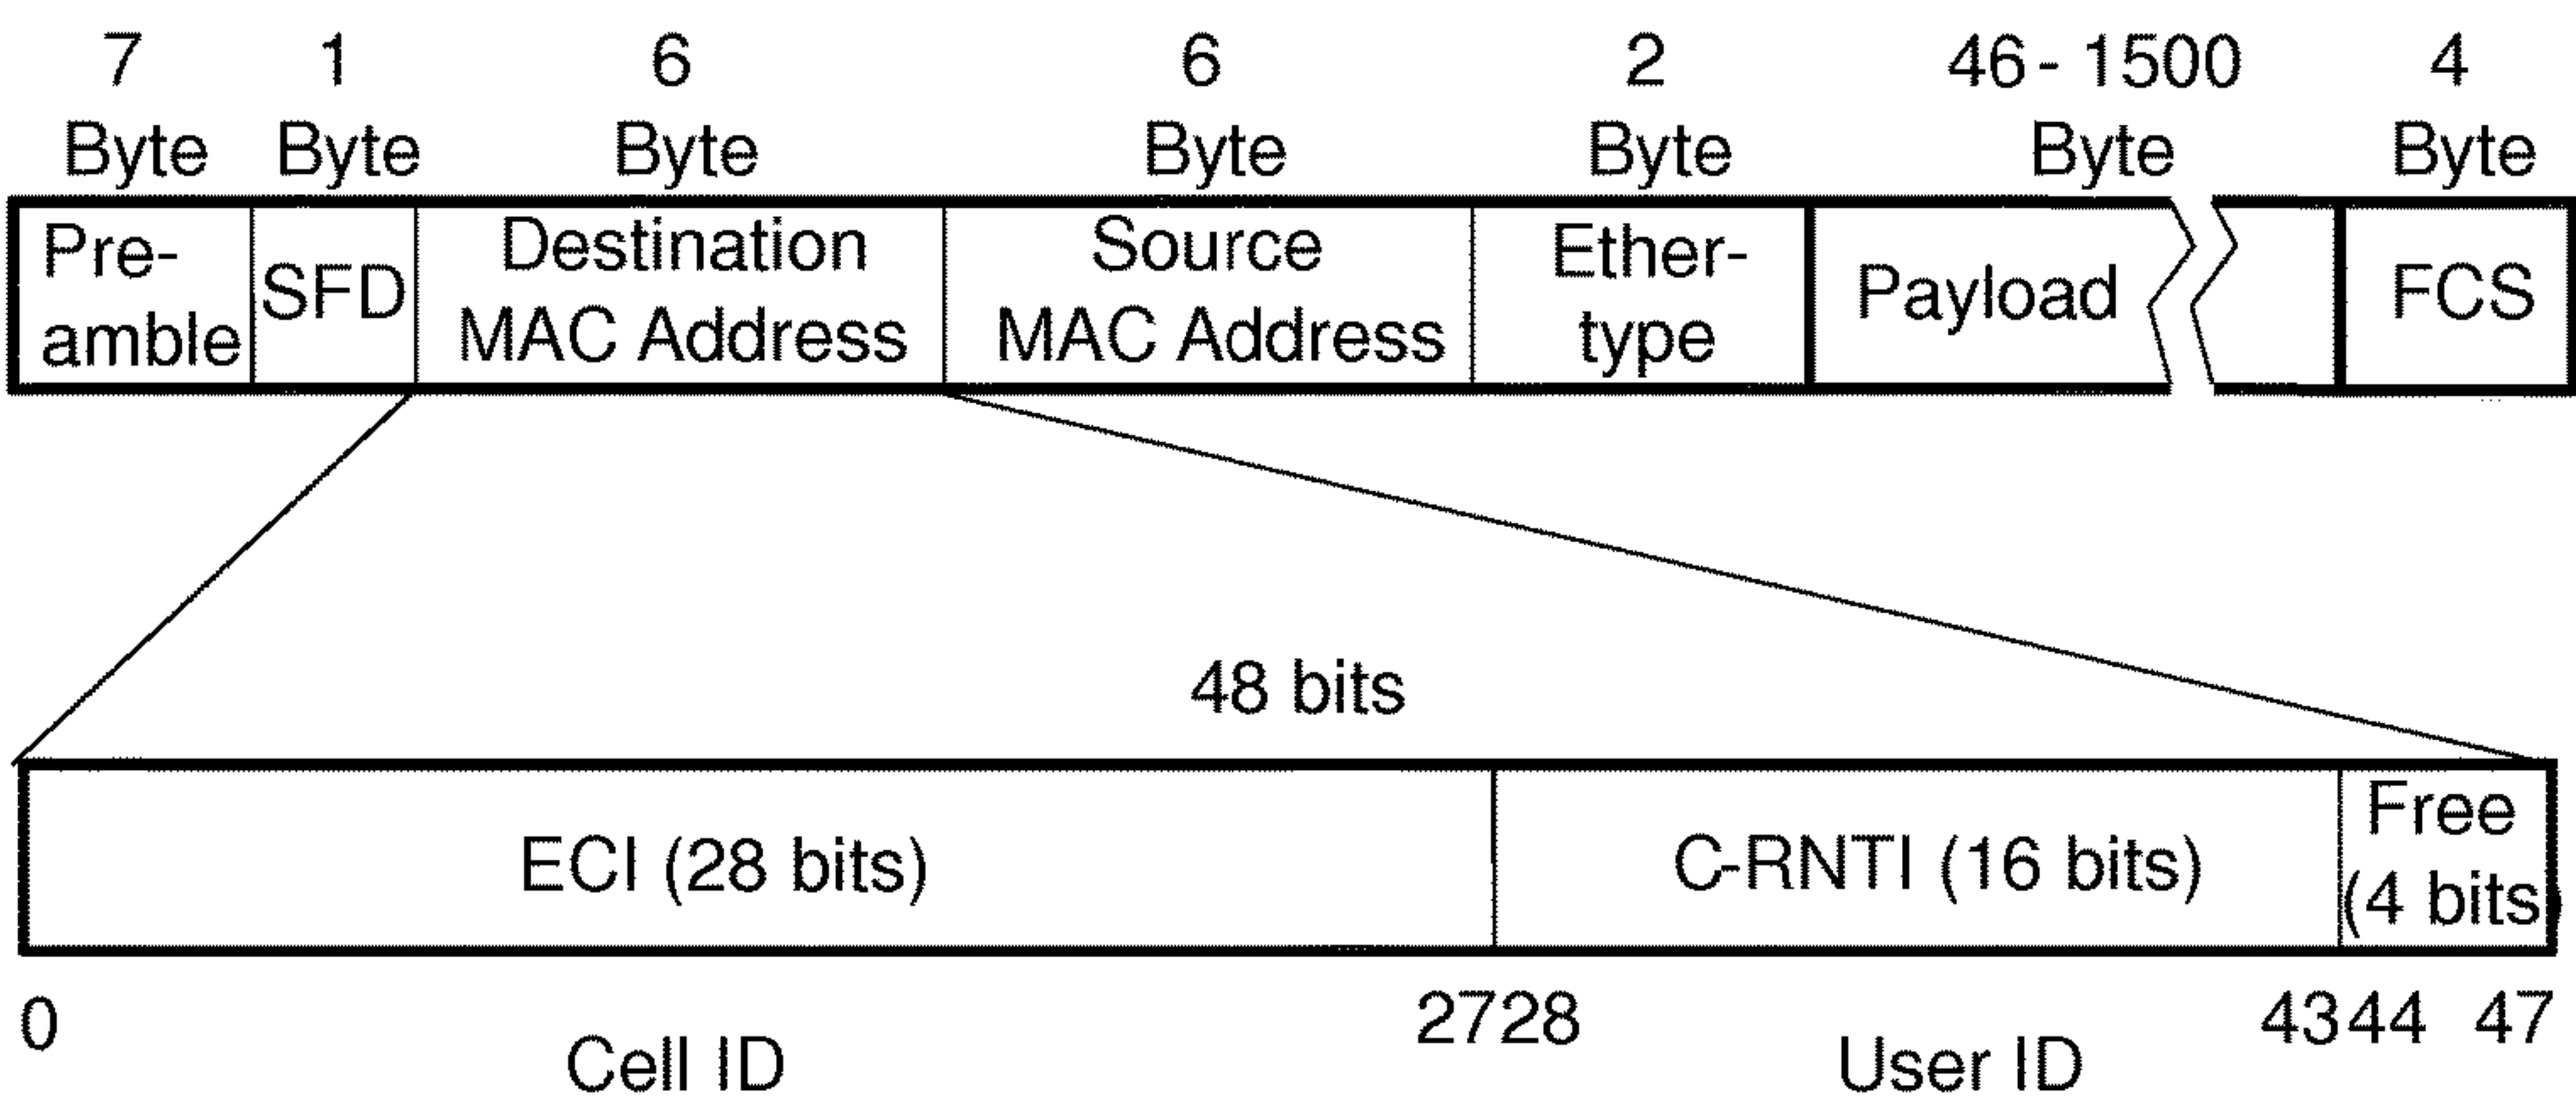 7 1 6 6 2 46 - 1500 4
Byte Byte Byte Byte Byte Byte Byte
Pre-
amble
SFD
Destination
MAC Address
Source
MAC Address
Ether-
type
Payload
FCS
48 bits
ECI (28 bits)
C-RNTI (16 bits)
Free
(4 bits)
0 27 28 43 44 47
Cell ID User ID